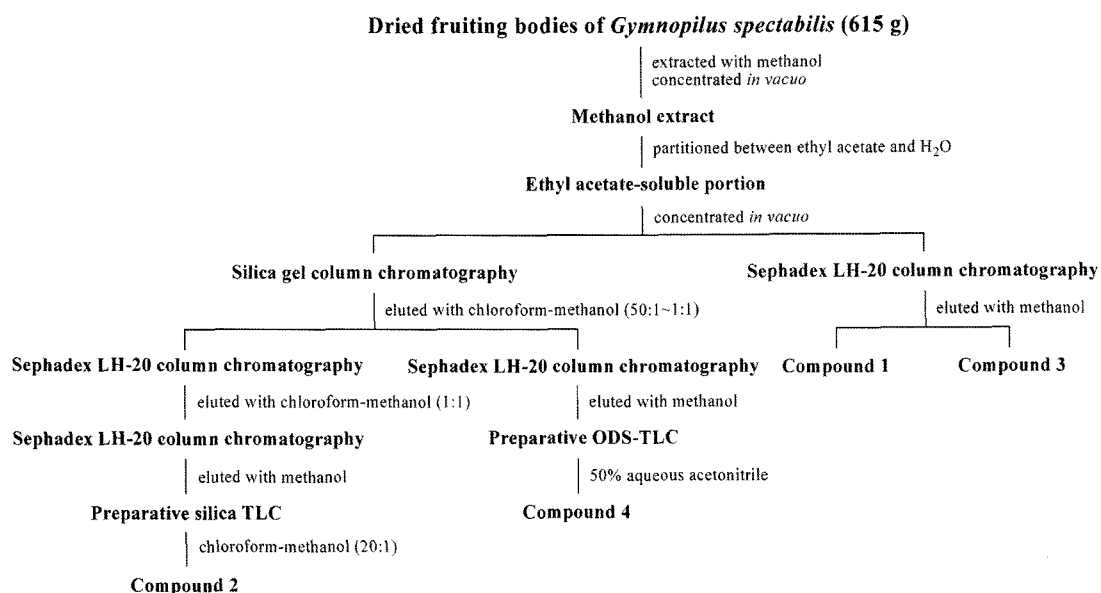 Dried fruiting bodies of Gymnopilus spectabilis (615 g)
extracted with methanol
concentrated in vacuo
Methanol extract
partitioned between ethyl acetate and H₂O
Ethyl acetate-soluble portion
concentrated in vacuo
Silica gel column chromatography
Sephadex LH-20 column chromatography
eluted with chloroform-methanol (50:1~1:1)
eluted with methanol
Sephadex LH-20 column chromatography
Sephadex LH-20 column chromatography
Compound 1
Compound 3
eluted with chloroform-methanol (1:1)
eluted with methanol
Sephadex LH-20 column chromatography
Preparative ODS-TLC
eluted with methanol
50% aqueous acetonitrile
Preparative silica TLC
Compound 4
chloroform-methanol (20:1)
Compound 2